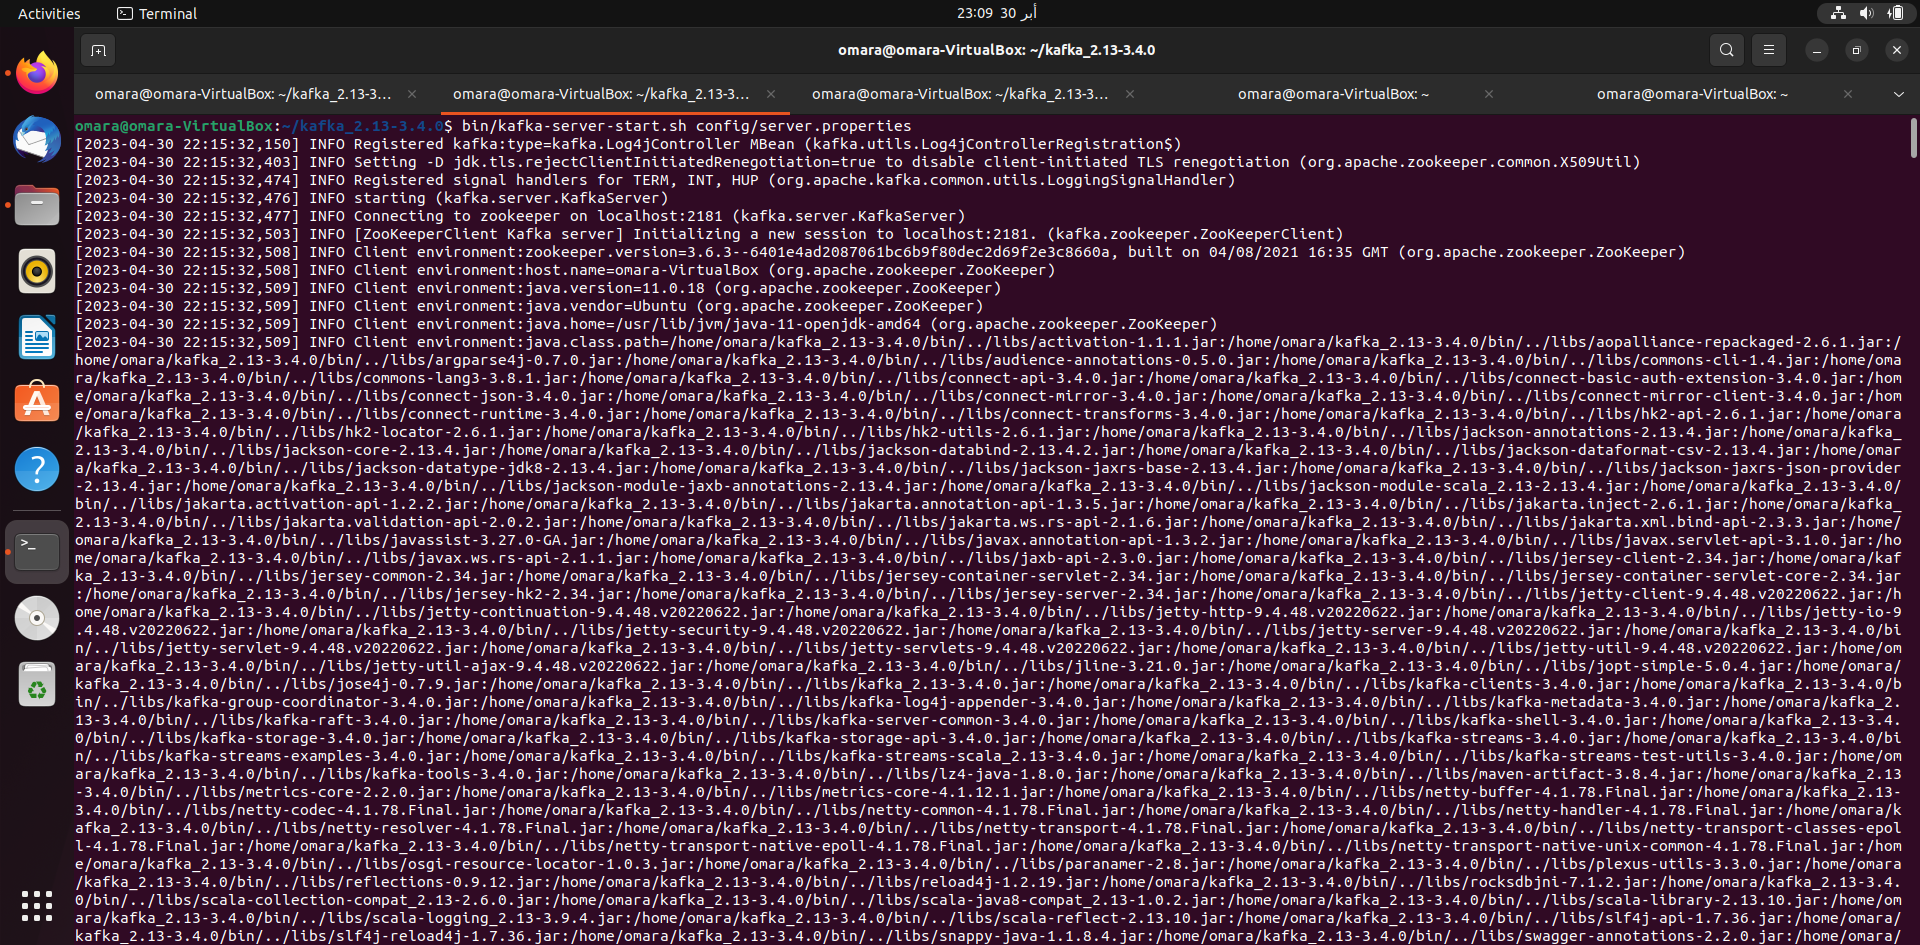 Activities
Terminal
23:09 30 أبر
omara@omara-VirtualBox: ~/kafka_2.13-3.4.0
omara@omara-VirtualBox: ~/kafka_2.13-3...
omara@omara-VirtualBox: ~/kafka_2.13-3...
omara@omara-VirtualBox: ~/kafka_2.13-3...
omara@omara-VirtualBox: ~
omara@omara-VirtualBox: ~
omara@omara-VirtualBox:~/kafka_2.13-3.4.0$ bin/kafka-server-start.sh config/server.properties
[2023-04-30 22:15:32,150] INFO Registered kafka:type=kafka.Log4jController MBean (kafka.utils.Log4jControllerRegistration$)
[2023-04-30 22:15:32,403] INFO Setting -D jdk.tls.rejectClientInitiatedRenegotiation=true to disable client-initiated TLS renegotiation (org.apache.zookeeper.common.X509Util)
[2023-04-30 22:15:32,474] INFO Registered signal handlers for TERM, INT, HUP (org.apache.kafka.common.utils.LoggingSignalHandler)
[2023-04-30 22:15:32,476] INFO starting (kafka.server.KafkaServer)
[2023-04-30 22:15:32,477] INFO Connecting to zookeeper on localhost:2181 (kafka.server.KafkaServer)
[2023-04-30 22:15:32,503] INFO [ZooKeeperClient Kafka server] Initializing a new session to localhost:2181. (kafka.zookeeper.ZooKeeperClient)
[2023-04-30 22:15:32,508] INFO Client environment:zookeeper.version=3.6.3--6401e4ad2087061bc6b9f80dec2d69f2e3c8660a, built on 04/08/2021 16:35 GMT (org.apache.zookeeper.ZooKeeper)
[2023-04-30 22:15:32,508] INFO Client environment:host.name=omara-VirtualBox (org.apache.zookeeper.ZooKeeper)
[2023-04-30 22:15:32,509] INFO Client environment:java.version=11.0.18 (org.apache.zookeeper.ZooKeeper)
[2023-04-30 22:15:32,509] INFO Client environment:java.vendor=Ubuntu (org.apache.zookeeper.ZooKeeper)
[2023-04-30 22:15:32,509] INFO Client environment:java.home=/usr/lib/jvm/java-11-openjdk-amd64 (org.apache.zookeeper.ZooKeeper)
[2023-04-30 22:15:32,509] INFO Client environment:java.class.path=/home/omara/kafka_2.13-3.4.0/bin/../libs/activation-1.1.1.jar:/home/omara/kafka_2.13-3.4.0/bin/../libs/aopalliance-repackaged-2.6.1.jar:/
home/omara/kafka_2.13-3.4.0/bin/../libs/argparse4j-0.7.0.jar:/home/omara/kafka_2.13-3.4.0/bin/../libs/audience-annotations-0.5.0.jar:/home/omara/kafka_2.13-3.4.0/bin/../libs/commons-cli-1.4.jar:/home/oma
ra/kafka_2.13-3.4.0/bin/../libs/commons-lang3-3.8.1.jar:/home/omara/kafka_2.13-3.4.0/bin/../libs/connect-api-3.4.0.jar:/home/omara/kafka_2.13-3.4.0/bin/../libs/connect-basic-auth-extension-3.4.0.jar:/hom
e/omara/kafka_2.13-3.4.0/bin/../libs/connect-json-3.4.0.jar:/home/omara/kafka_2.13-3.4.0/bin/../libs/connect-mirror-3.4.0.jar:/home/omara/kafka_2.13-3.4.0/bin/../libs/connect-mirror-client-3.4.0.jar:/hom
e/omara/kafka_2.13-3.4.0/bin/../libs/connect-runtime-3.4.0.jar:/home/omara/kafka_2.13-3.4.0/bin/../libs/connect-transforms-3.4.0.jar:/home/omara/kafka_2.13-3.4.0/bin/../libs/hk2-api-2.6.1.jar:/home/omara
/kafka_2.13-3.4.0/bin/../libs/hk2-locator-2.6.1.jar:/home/omara/kafka_2.13-3.4.0/bin/../libs/hk2-utils-2.6.1.jar:/home/omara/kafka_2.13-3.4.0/bin/../libs/jackson-annotations-2.13.4.jar:/home/omara/kafka_
2.13-3.4.0/bin/../libs/jackson-core-2.13.4.jar:/home/omara/kafka_2.13-3.4.0/bin/../libs/jackson-databind-2.13.4.2.jar:/home/omara/kafka_2.13-3.4.0/bin/../libs/jackson-dataformat-csv-2.13.4.jar:/home/omar
a/kafka_2.13-3.4.0/bin/../libs/jackson-datatype-jdk8-2.13.4.jar:/home/omara/kafka_2.13-3.4.0/bin/../libs/jackson-jaxrs-base-2.13.4.jar:/home/omara/kafka_2.13-3.4.0/bin/../libs/jackson-jaxrs-json-provider
-2.13.4.jar:/home/omara/kafka_2.13-3.4.0/bin/../libs/jackson-module-jaxb-annotations-2.13.4.jar:/home/omara/kafka_2.13-3.4.0/bin/../libs/jackson-module-scala_2.13-2.13.4.jar:/home/omara/kafka_2.13-3.4.0/
bin/../libs/jakarta.activation-api-1.2.2.jar:/home/omara/kafka_2.13-3.4.0/bin/../libs/jakarta.annotation-api-1.3.5.jar:/home/omara/kafka_2.13-3.4.0/bin/../libs/jakarta.inject-2.6.1.jar:/home/omara/kafka_
2.13-3.4.0/bin/../libs/jakarta.validation-api-2.0.2.jar:/home/omara/kafka_2.13-3.4.0/bin/../libs/jakarta.ws.rs-api-2.1.6.jar:/home/omara/kafka_2.13-3.4.0/bin/../libs/jakarta.xml.bind-api-2.3.3.jar:/home/
omara/kafka_2.13-3.4.0/bin/../libs/javassist-3.27.0-GA.jar:/home/omara/kafka_2.13-3.4.0/bin/../libs/javax.annotation-api-1.3.2.jar:/home/omara/kafka_2.13-3.4.0/bin/../libs/javax.servlet-api-3.1.0.jar:/ho
me/omara/kafka_2.13-3.4.0/bin/../libs/javax.ws.rs-api-2.1.1.jar:/home/omara/kafka_2.13-3.4.0/bin/../libs/jaxb-api-2.3.0.jar:/home/omara/kafka_2.13-3.4.0/bin/../libs/jersey-client-2.34.jar:/home/omara/kaf
ka_2.13-3.4.0/bin/../libs/jersey-common-2.34.jar:/home/omara/kafka_2.13-3.4.0/bin/../libs/jersey-container-servlet-2.34.jar:/home/omara/kafka_2.13-3.4.0/bin/../libs/jersey-container-servlet-core-2.34.jar
:/home/omara/kafka_2.13-3.4.0/bin/../libs/jersey-hk2-2.34.jar:/home/omara/kafka_2.13-3.4.0/bin/../libs/jersey-server-2.34.jar:/home/omara/kafka_2.13-3.4.0/bin/../libs/jetty-client-9.4.48.v20220622.jar:/h
ome/omara/kafka_2.13-3.4.0/bin/../libs/jetty-continuation-9.4.48.v20220622.jar:/home/omara/kafka_2.13-3.4.0/bin/../libs/jetty-http-9.4.48.v20220622.jar:/home/omara/kafka_2.13-3.4.0/bin/../libs/jetty-io-9
.4.48.v20220622.jar:/home/omara/kafka_2.13-3.4.0/bin/../libs/jetty-security-9.4.48.v20220622.jar:/home/omara/kafka_2.13-3.4.0/bin/../libs/jetty-server-9.4.48.v20220622.jar:/home/omara/kafka_2.13-3.4.0/bi
n/../libs/jetty-servlet-9.4.48.v20220622.jar:/home/omara/kafka_2.13-3.4.0/bin/../libs/jetty-servlets-9.4.48.v20220622.jar:/home/omara/kafka_2.13-3.4.0/bin/../libs/jetty-util-9.4.48.v20220622.jar:/home/om
ara/kafka_2.13-3.4.0/bin/../libs/jetty-util-ajax-9.4.48.v20220622.jar:/home/omara/kafka_2.13-3.4.0/bin/../libs/jline-3.21.0.jar:/home/omara/kafka_2.13-3.4.0/bin/../libs/jopt-simple-5.0.4.jar:/home/omara/
kafka_2.13-3.4.0/bin/../libs/jose4j-0.7.9.jar:/home/omara/kafka_2.13-3.4.0/bin/../libs/kafka-3.4.0.jar:/home/omara/kafka_2.13-3.4.0/bin/../libs/kafka-clients-3.4.0.jar:/home/omara/kafka_2.13-3.4.0/b
in/../libs/kafka-group-coordinator-3.4.0.jar:/home/omara/kafka_2.13-3.4.0/bin/../libs/kafka-log4j-appender-3.4.0.jar:/home/omara/kafka_2.13-3.4.0/bin/../libs/kafka-metadata-3.4.0.jar:/home/omara/kafka_2.
13-3.4.0/bin/../libs/kafka-raft-3.4.0.jar:/home/omara/kafka_2.13-3.4.0/bin/../libs/kafka-server-common-3.4.0.jar:/home/omara/kafka_2.13-3.4.0/bin/../libs/kafka-shell-3.4.0.jar:/home/omara/kafka_2.13-3.4.
0/bin/../libs/kafka-storage-3.4.0.jar:/home/omara/kafka_2.13-3.4.0/bin/../libs/kafka-storage-api-3.4.0.jar:/home/omara/kafka_2.13-3.4.0/bin/../libs/kafka-streams-3.4.0.jar:/home/omara/kafka_2.13-3.4.0/bi
n/../libs/kafka-streams-examples-3.4.0.jar:/home/omara/kafka_2.13-3.4.0/bin/../libs/kafka-streams-scala_2.13-3.4.0.jar:/home/omara/kafka_2.13-3.4.0/bin/../libs/kafka-streams-test-utils-3.4.0.jar:/home/om
ara/kafka_2.13-3.4.0/bin/../libs/kafka-tools-3.4.0.jar:/home/omara/kafka_2.13-3.4.0/bin/../libs/lz4-java-1.8.0.jar:/home/omara/kafka_2.13-3.4.0/bin/../libs/maven-artifact-3.8.4.jar:/home/omara/kafka_2.13
-3.4.0/bin/../libs/metrics-core-2.2.0.jar:/home/omara/kafka_2.13-3.4.0/bin/../libs/metrics-core-4.1.12.1.jar:/home/omara/kafka_2.13-3.4.0/bin/../libs/netty-buffer-4.1.78.Final.jar:/home/omara/kafka_2.13-
3.4.0/bin/../libs/netty-codec-4.1.78.Final.jar:/home/omara/kafka_2.13-3.4.0/bin/../libs/netty-common-4.1.78.Final.jar:/home/omara/kafka_2.13-3.4.0/bin/../libs/netty-handler-4.1.78.Final.jar:/home/omara/k
afka_2.13-3.4.0/bin/../libs/netty-resolver-4.1.78.Final.jar:/home/omara/kafka_2.13-3.4.0/bin/../libs/netty-transport-4.1.78.Final.jar:/home/omara/kafka_2.13-3.4.0/bin/../libs/netty-transport-classes-epol
l-4.1.78.Final.jar:/home/omara/kafka_2.13-3.4.0/bin/../libs/netty-transport-native-epoll-4.1.78.Final.jar:/home/omara/kafka_2.13-3.4.0/bin/../libs/netty-transport-native-unix-common-4.1.78.Final.jar:/hom
e/omara/kafka_2.13-3.4.0/bin/../libs/osgi-resource-locator-1.0.3.jar:/home/omara/kafka_2.13-3.4.0/bin/../libs/paranamer-2.8.jar:/home/omara/kafka_2.13-3.4.0/bin/../libs/plexus-utils-3.3.0.jar:/home/omara
/kafka_2.13-3.4.0/bin/../libs/reflections-0.9.12.jar:/home/omara/kafka_2.13-3.4.0/bin/../libs/reload4j-1.2.19.jar:/home/omara/kafka_2.13-3.4.0/bin/../libs/rocksdbjni-7.1.2.jar:/home/omara/kafka_2.13-3.4.
0/bin/../libs/scala-collection-compat_2.13-2.6.0.jar:/home/omara/kafka_2.13-3.4.0/bin/../libs/scala-java8-compat_2.13-1.0.2.jar:/home/omara/kafka_2.13-3.4.0/bin/../libs/scala-library-2.13.10.jar:/home/om
ara/kafka_2.13-3.4.0/bin/../libs/scala-logging_2.13-3.9.4.jar:/home/omara/kafka_2.13-3.4.0/bin/../libs/scala-reflect-2.13.10.jar:/home/omara/kafka_2.13-3.4.0/bin/../libs/slf4j-api-1.7.36.jar:/home/omara/
kafka_2.13-3.4.0/bin/../libs/slf4j-reload4j-1.7.36.jar:/home/omara/kafka_2.13-3.4.0/bin/../libs/snappy-java-1.1.8.4.jar:/home/omara/kafka_2.13-3.4.0/bin/../libs/swagger-annotations-2.2.0.jar:/home/omara/